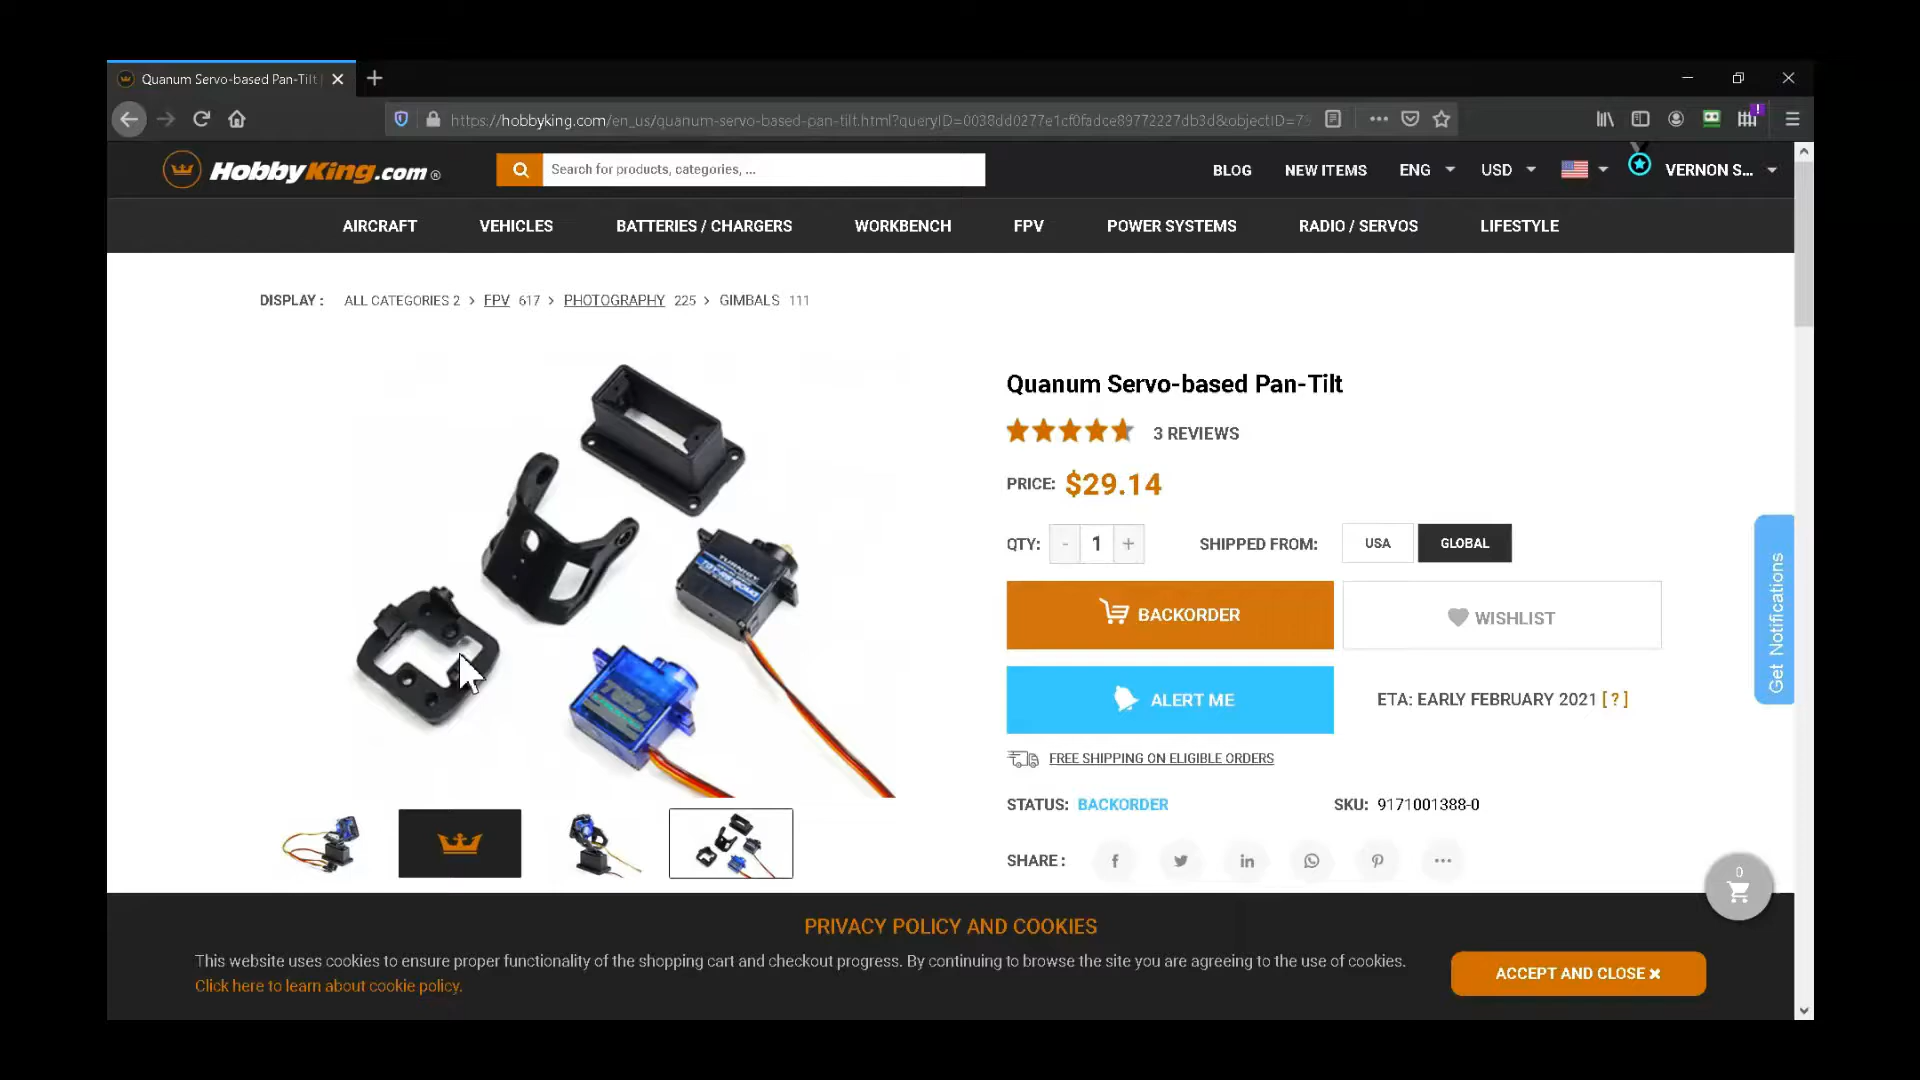 Quanum Servo-based Pan-Tilt
https://hobbyking.com/en_us/quanum-servo-based-pan-tilt.html?queryID=0038dd0277e1cf0fadce89772227db3d&objectID=75
HobbyKing.com ®
Search for products, categories, ...
BLOG NEW ITEMS ENG USD VERNON S...
AIRCRAFT VEHICLES BATTERIES / CHARGERS WORKBENCH FPV POWER SYSTEMS RADIO / SERVOS LIFESTYLE
DISPLAY : ALL CATEGORIES 2 > FPV 617 > PHOTOGRAPHY 225 > GIMBALS 111
Quanum Servo-based Pan-Tilt
3 REVIEWS
PRICE: $29.14
QTY: - 1 + SHIPPED FROM: USA GLOBAL
BACKORDER WISHLIST
ALERT ME ETA: EARLY FEBRUARY 2021 [ ? ]
FREE SHIPPING ON ELIGIBLE ORDERS
STATUS: BACKORDER SKU: 9171001388-0
SHARE :
Get Notifications
TURNIGY
0
PRIVACY POLICY AND COOKIES
This website uses cookies to ensure proper functionality of the shopping cart and checkout progress. By continuing to browse the site you are agreeing to the use of cookies.
Click here to learn about cookie policy.
ACCEPT AND CLOSE ✖